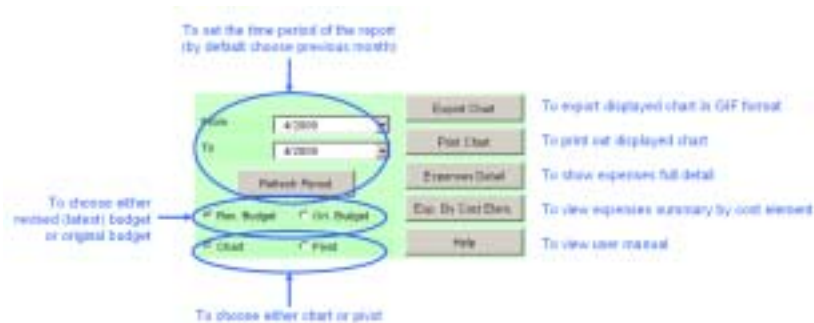 To set the time period of the report
(by default choose previous month)
From
4/2009
To
4/2009
Refresh Period
Rev. Budget
Ori. Budget
Chart
Pivot
Export Chart
Print Chart
Expenses Detail
Exp. By Cost Elem.
Help
To export displayed chart in GIF format
To print out displayed chart
To show expenses full detail
To view expenses summary by cost element
To view user manual
To choose either
revised (latest) budget
or original budget
To choose either chart or pivot